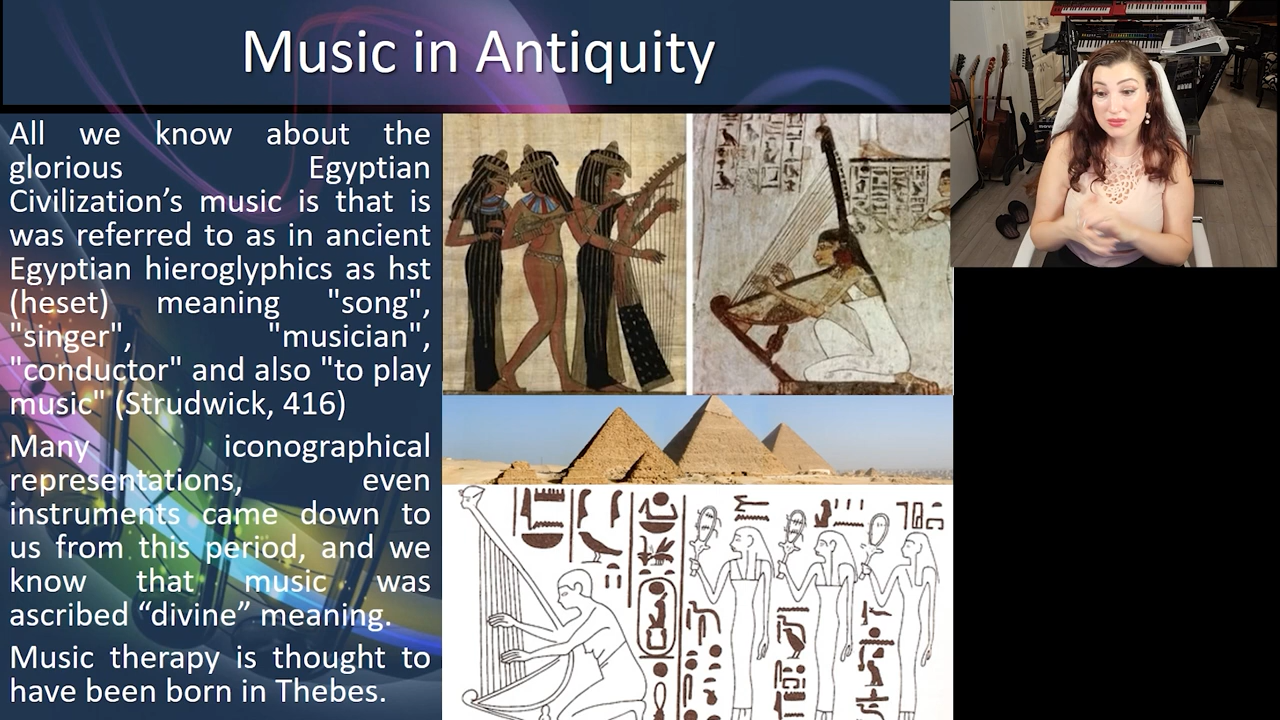 Music in Antiquity
All we know about the
glorious Egyptian
Civilization’s music is that is
was referred to as in ancient
Egyptian hieroglyphics as hst
(heset) meaning "song",
"singer", "musician",
"conductor" and also "to play
music" (Strudwick, 416)
Many iconographical
representations, even
instruments came down to
us from this period, and we
know that music was
ascribed “divine” meaning.
Music therapy is thought to
have been born in Thebes.